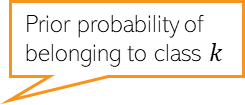 Prior probability of
belonging to class k